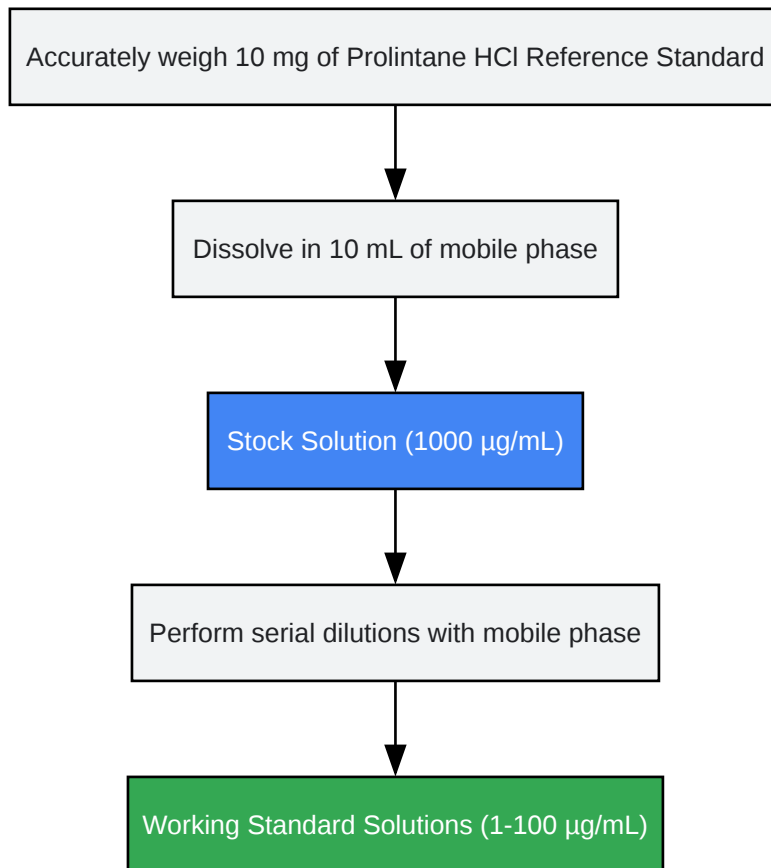 Accurately weigh 10 mg of Prolintane HCl Reference Standard
Dissolve in 10 mL of mobile phase
Stock Solution (1000 µg/mL)
Perform serial dilutions with mobile phase
Working Standard Solutions (1-100 µg/mL)